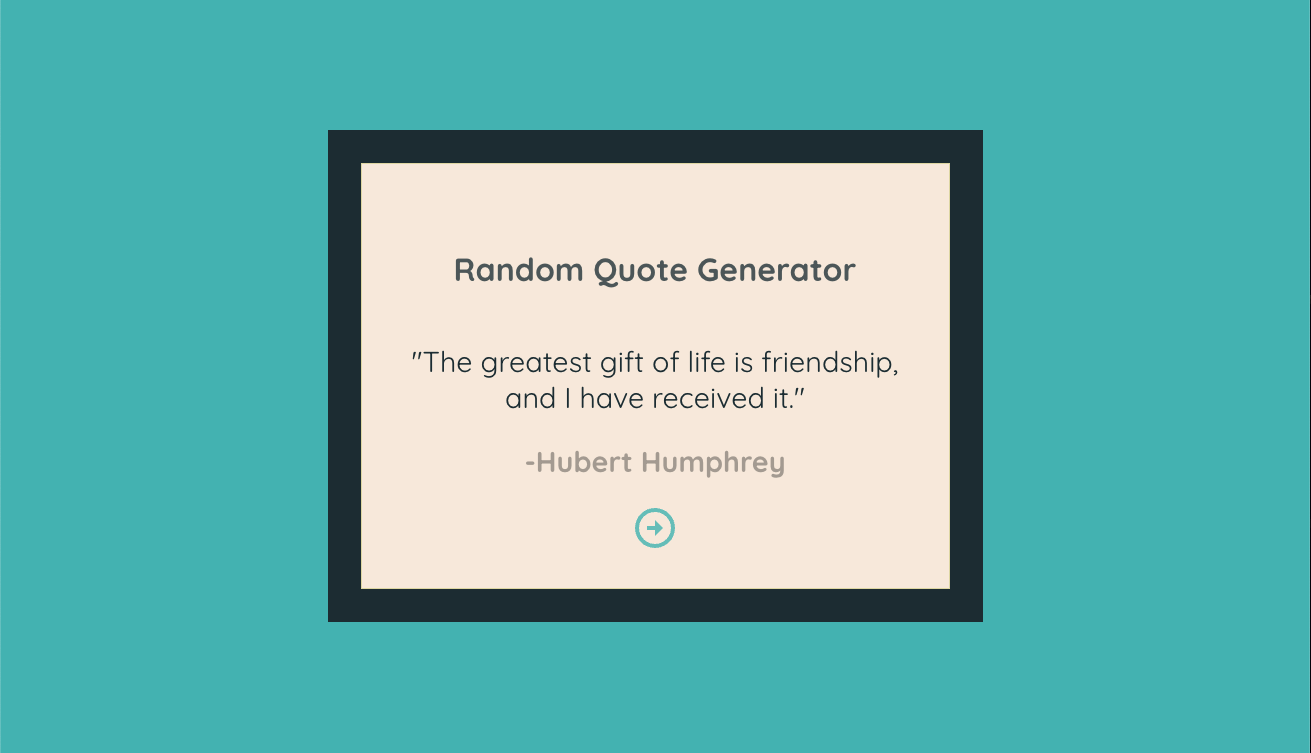 Random Quote Generator
"The greatest gift of life is friendship,
and I have received it."
-Hubert Humphrey